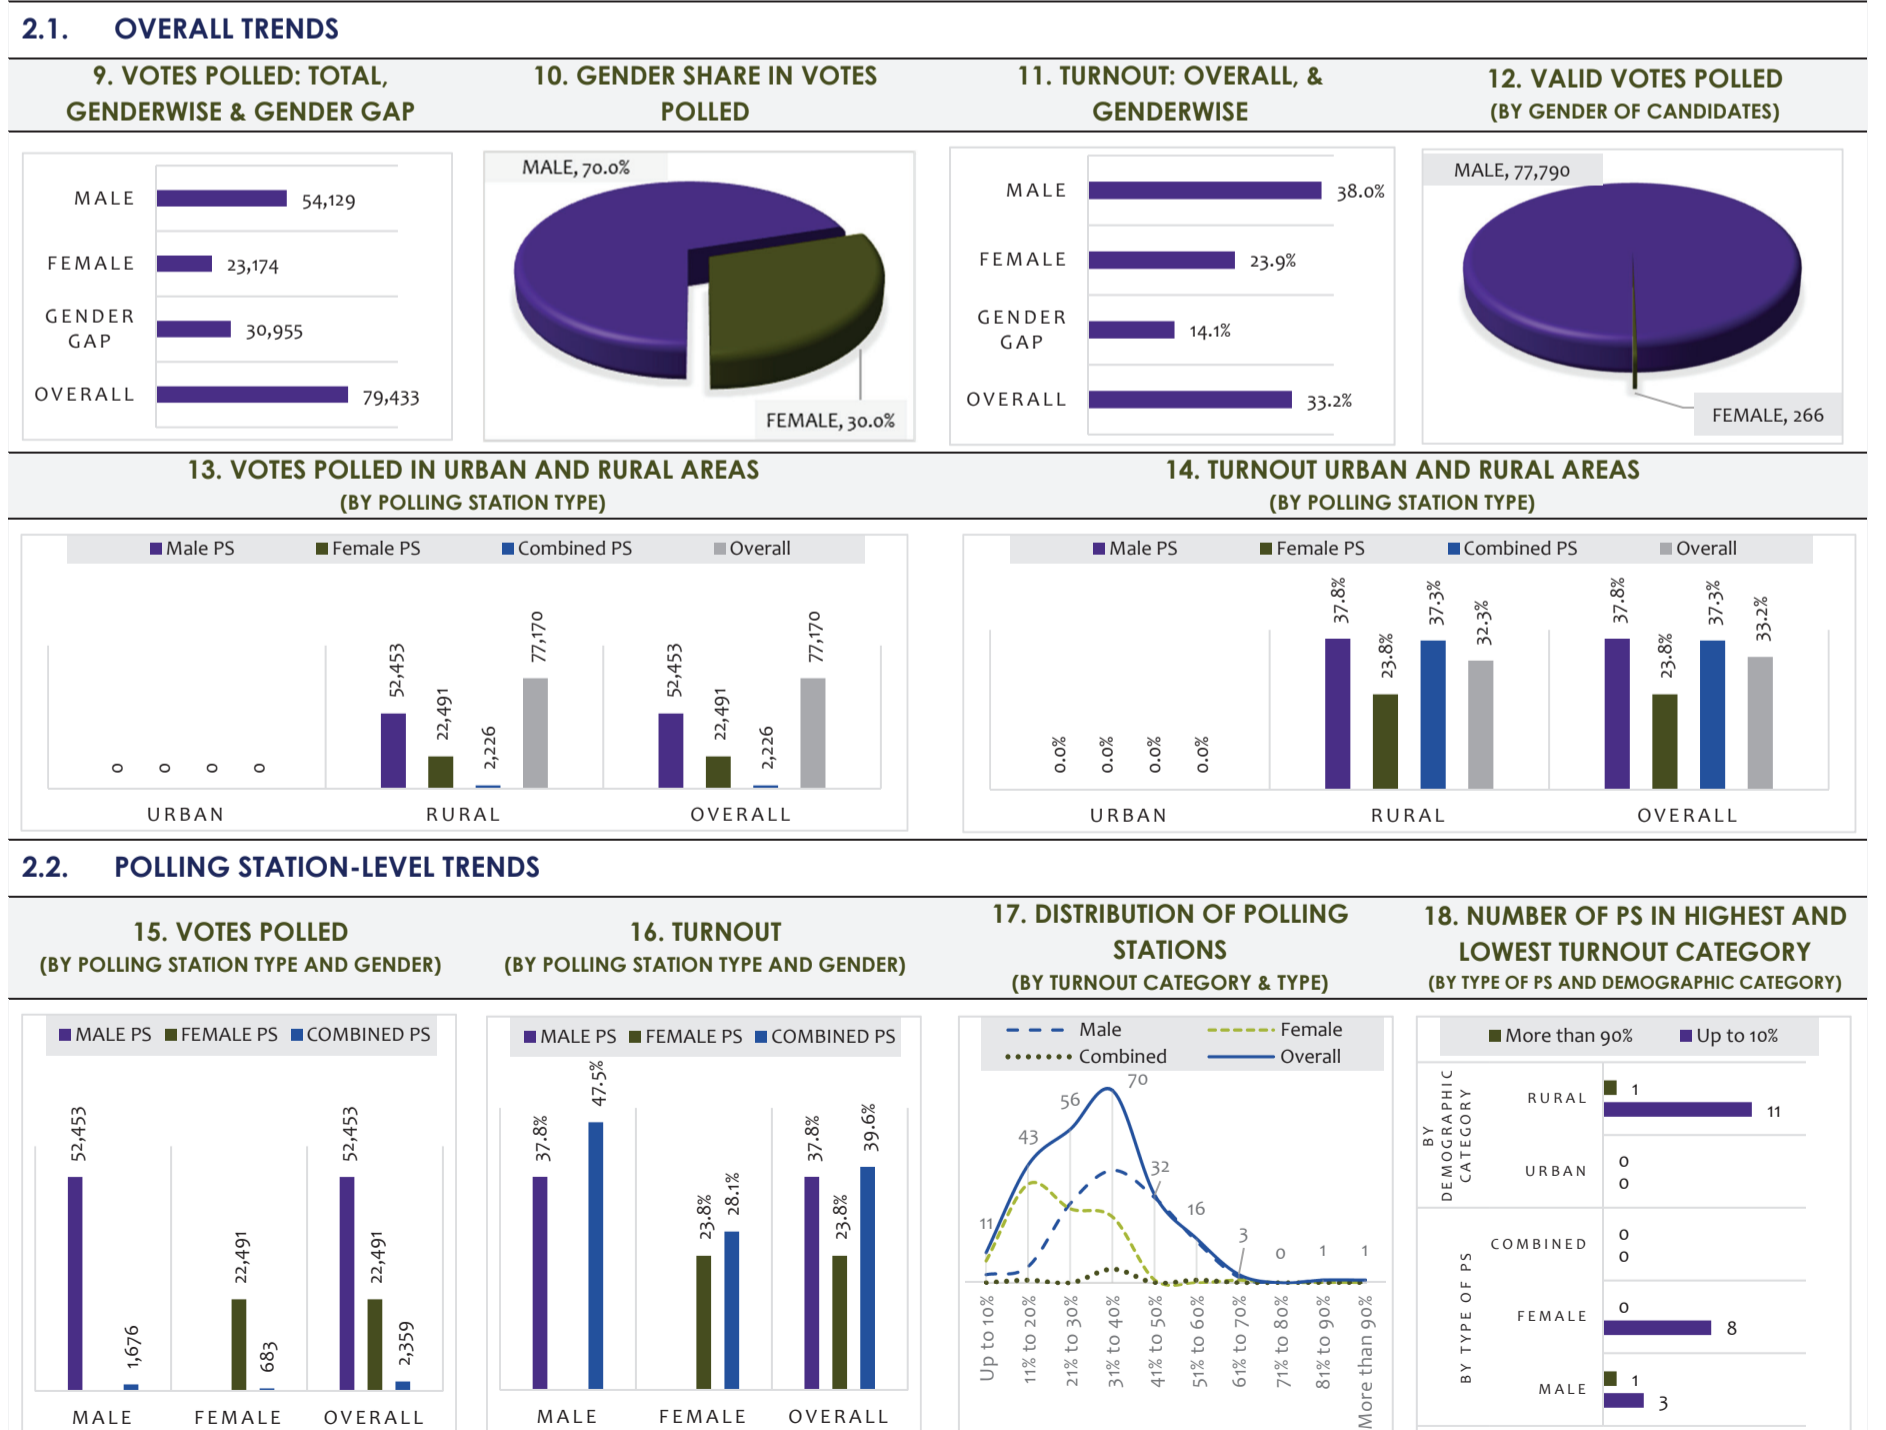 2.1. OVERALL TRENDS
9. VOTES POLLED: TOTAL,
GENDERWISE & GENDER GAP
10. GENDER SHARE IN VOTES
POLLED
11. TURNOUT: OVERALL, &
GENDERWISE
12. VALID VOTES POLLED
(BY GENDER OF CANDIDATES)
MALE 54,129
FEMALE 23,174
GENDER
GAP 30,955
OVERALL 79,433
MALE, 70.0%
FEMALE, 30.0%
MALE 38.0%
FEMALE 23.9%
GENDER
GAP 14.1%
OVERALL 33.2%
MALE, 77,790
FEMALE, 266
13. VOTES POLLED IN URBAN AND RURAL AREAS
(BY POLLING STATION TYPE)
14. TURNOUT URBAN AND RURAL AREAS
(BY POLLING STATION TYPE)
Male PS Female PS Combined PS Overall
0 0 0 0
52,453 22,491 2,226 77,170
52,453 22,491 2,226 77,170
URBAN RURAL OVERALL
Male PS Female PS Combined PS Overall
0.0% 0.0% 0.0% 0.0%
37.8% 23.8% 37.3% 32.3%
37.8% 23.8% 37.3% 33.2%
URBAN RURAL OVERALL
2.2. POLLING STATION-LEVEL TRENDS
15. VOTES POLLED
(BY POLLING STATION TYPE AND GENDER)
16. TURNOUT
(BY POLLING STATION TYPE AND GENDER)
17. DISTRIBUTION OF POLLING
STATIONS
(BY TURNOUT CATEGORY & TYPE)
18. NUMBER OF PS IN HIGHEST AND
LOWEST TURNOUT CATEGORY
(BY TYPE OF PS AND DEMOGRAPHIC CATEGORY)
MALE PS FEMALE PS COMBINED PS
52,453 1,676
22,491 683
52,453 22,491 2,359
MALE FEMALE OVERALL
MALE PS FEMALE PS COMBINED PS
37.8% 47.5%
23.8% 28.1%
37.8% 23.8% 39.6%
MALE FEMALE OVERALL
Male Female
Combined Overall
11 43 56 70 32 16 3 0 1 1
Up to 10%
11% to 20%
21% to 30%
31% to 40%
41% to 50%
51% to 60%
61% to 70%
71% to 80%
81% to 90%
More than 90%
More than 90% Up to 10%
BY
DEMOGRAPHIC
CATEGORY
RURAL 1
11
URBAN 0
0
BY TYPE OF PS
COMBINED 0
0
FEMALE 0
8
MALE 1
3